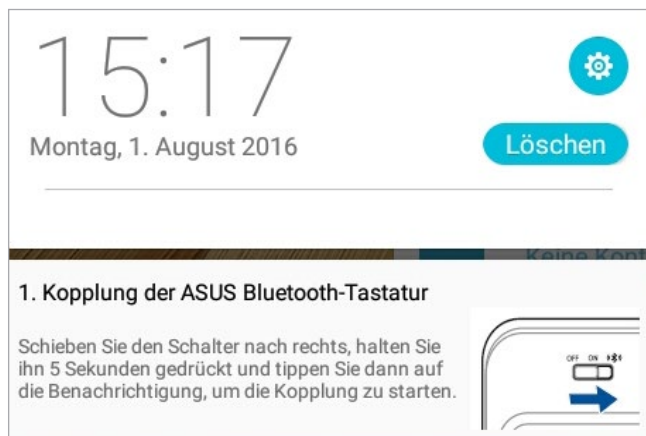 15:17
Montag, 1. August 2016
Löschen
1. Kopplung der ASUS Bluetooth-Tastatur
Schieben Sie den Schalter nach rechts, halten Sie
ihn 5 Sekunden gedrückt und tippen Sie dann auf
die Benachrichtigung, um die Kopplung zu starten.
OFF ON